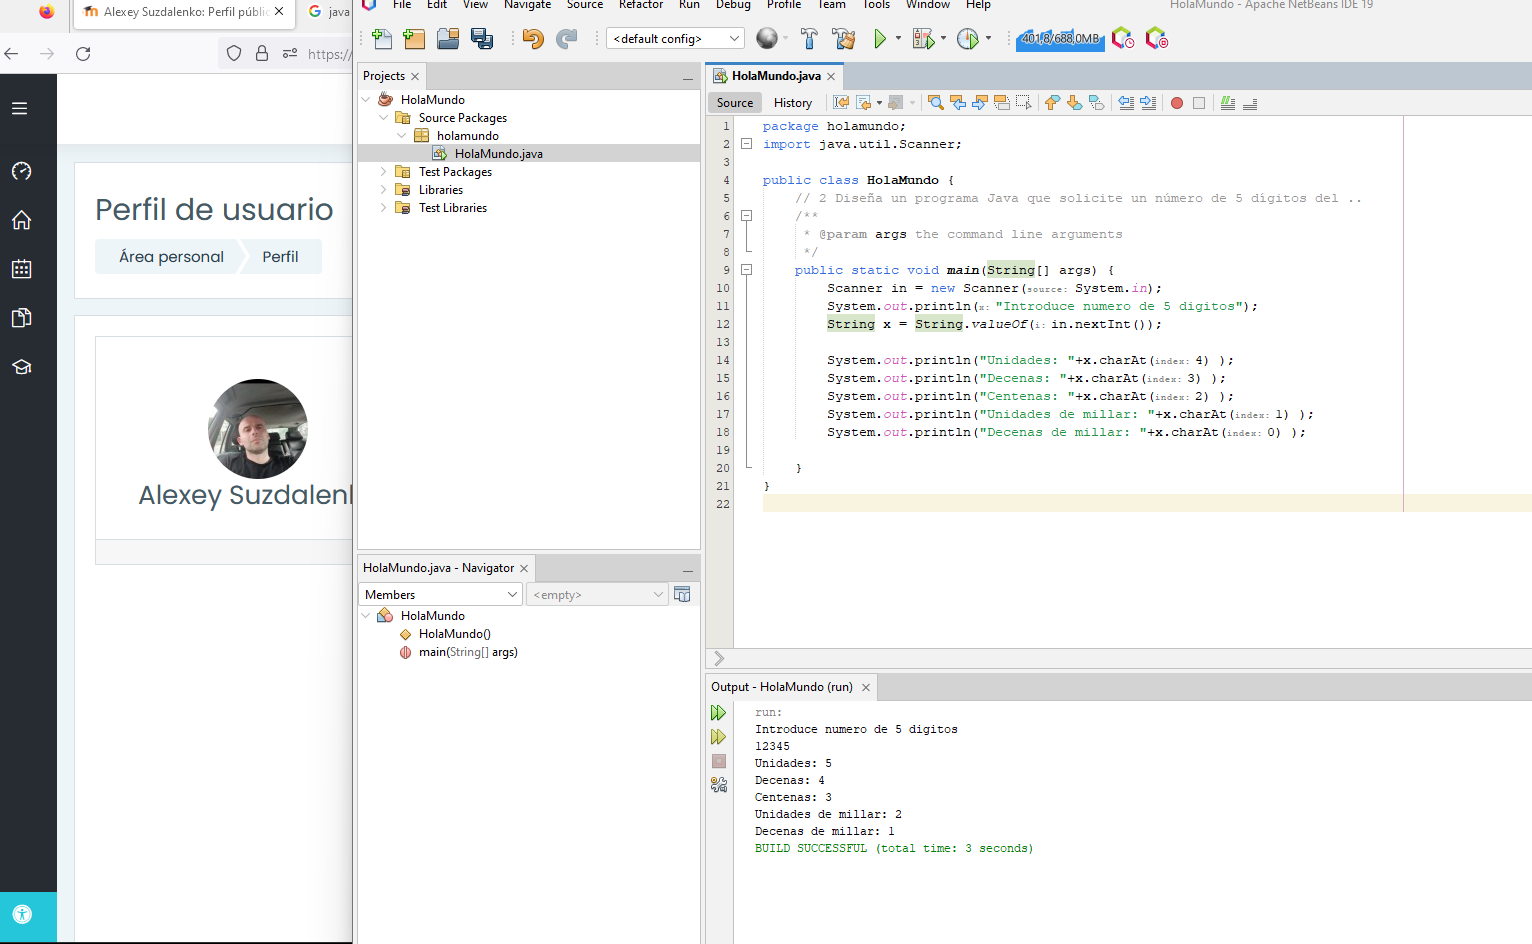 Alexey Suzdalenko: Perfil públic
java
https://
Perfil de usuario
Área personal
Perfil
Alexey Suzdalenk
File Edit View Navigate Source Refactor Run Debug Profile Team Tools Window Help
HolaMundo - Apache NetBeans IDE 19
<default config>
401,8/688,0MB
Projects
HolaMundo
Source Packages
holamundo
HolaMundo.java
Test Packages
Libraries
Test Libraries
HolaMundo.java - Navigator
Members
<empty>
HolaMundo
HolaMundo()
main(String[] args)
HolaMundo.java
Source History
1 package holamundo;
2 import java.util.Scanner;
3
4 public class HolaMundo {
5 // 2 Diseña un programa Java que solicite un número de 5 dígitos del ..
6 /**
7 * @param args the command line arguments
8 */
9 public static void main(String[] args) {
10 Scanner in = new Scanner(source: System.in);
11 System.out.println(x: "Introduce numero de 5 digitos");
12 String x = String.valueOf(i: in.nextInt());
13
14 System.out.println("Unidades: "+x.charAt(index: 4) );
15 System.out.println("Decenas: "+x.charAt(index: 3) );
16 System.out.println("Centenas: "+x.charAt(index: 2) );
17 System.out.println("Unidades de millar: "+x.charAt(index: 1) );
18 System.out.println("Decenas de millar: "+x.charAt(index: 0) );
19
20 }
21 }
22
Output - HolaMundo (run)
run:
Introduce numero de 5 digitos
12345
Unidades: 5
Decenas: 4
Centenas: 3
Unidades de millar: 2
Decenas de millar: 1
BUILD SUCCESSFUL (total time: 3 seconds)